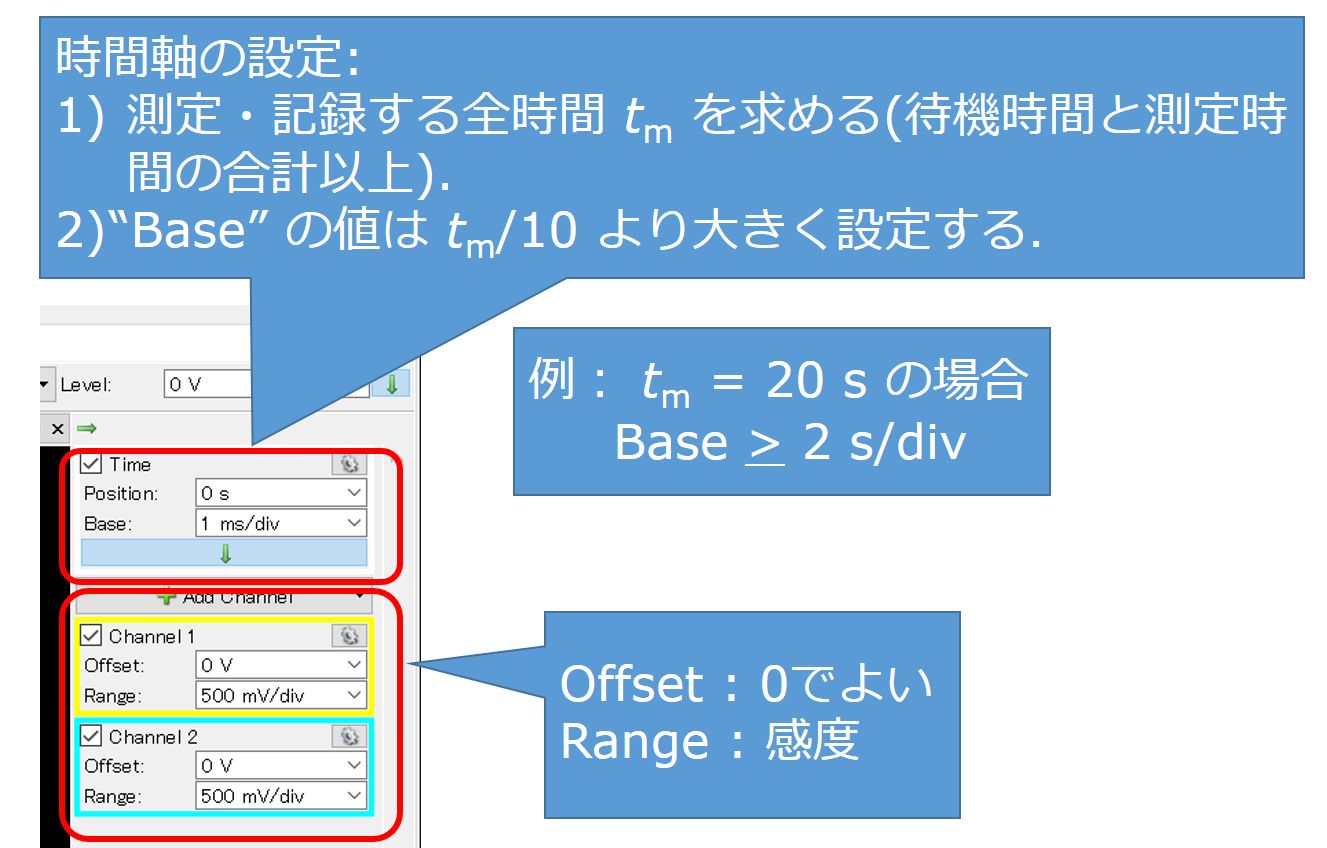 時間軸の設定:
1) 測定・記録する全時間 tm を求める(待機時間と測定時
間の合計以上).
2)“Base” の値は tm/10 より大きく設定する.
例： tm = 20 s の場合
Base > 2 s/div
Level: 0 V
Time
Position: 0 s
Base: 1 ms/div
Add Channel
Channel 1
Offset: 0 V
Range: 500 mV/div
Channel 2
Offset: 0 V
Range: 500 mV/div
Offset：0でよい
Range：感度